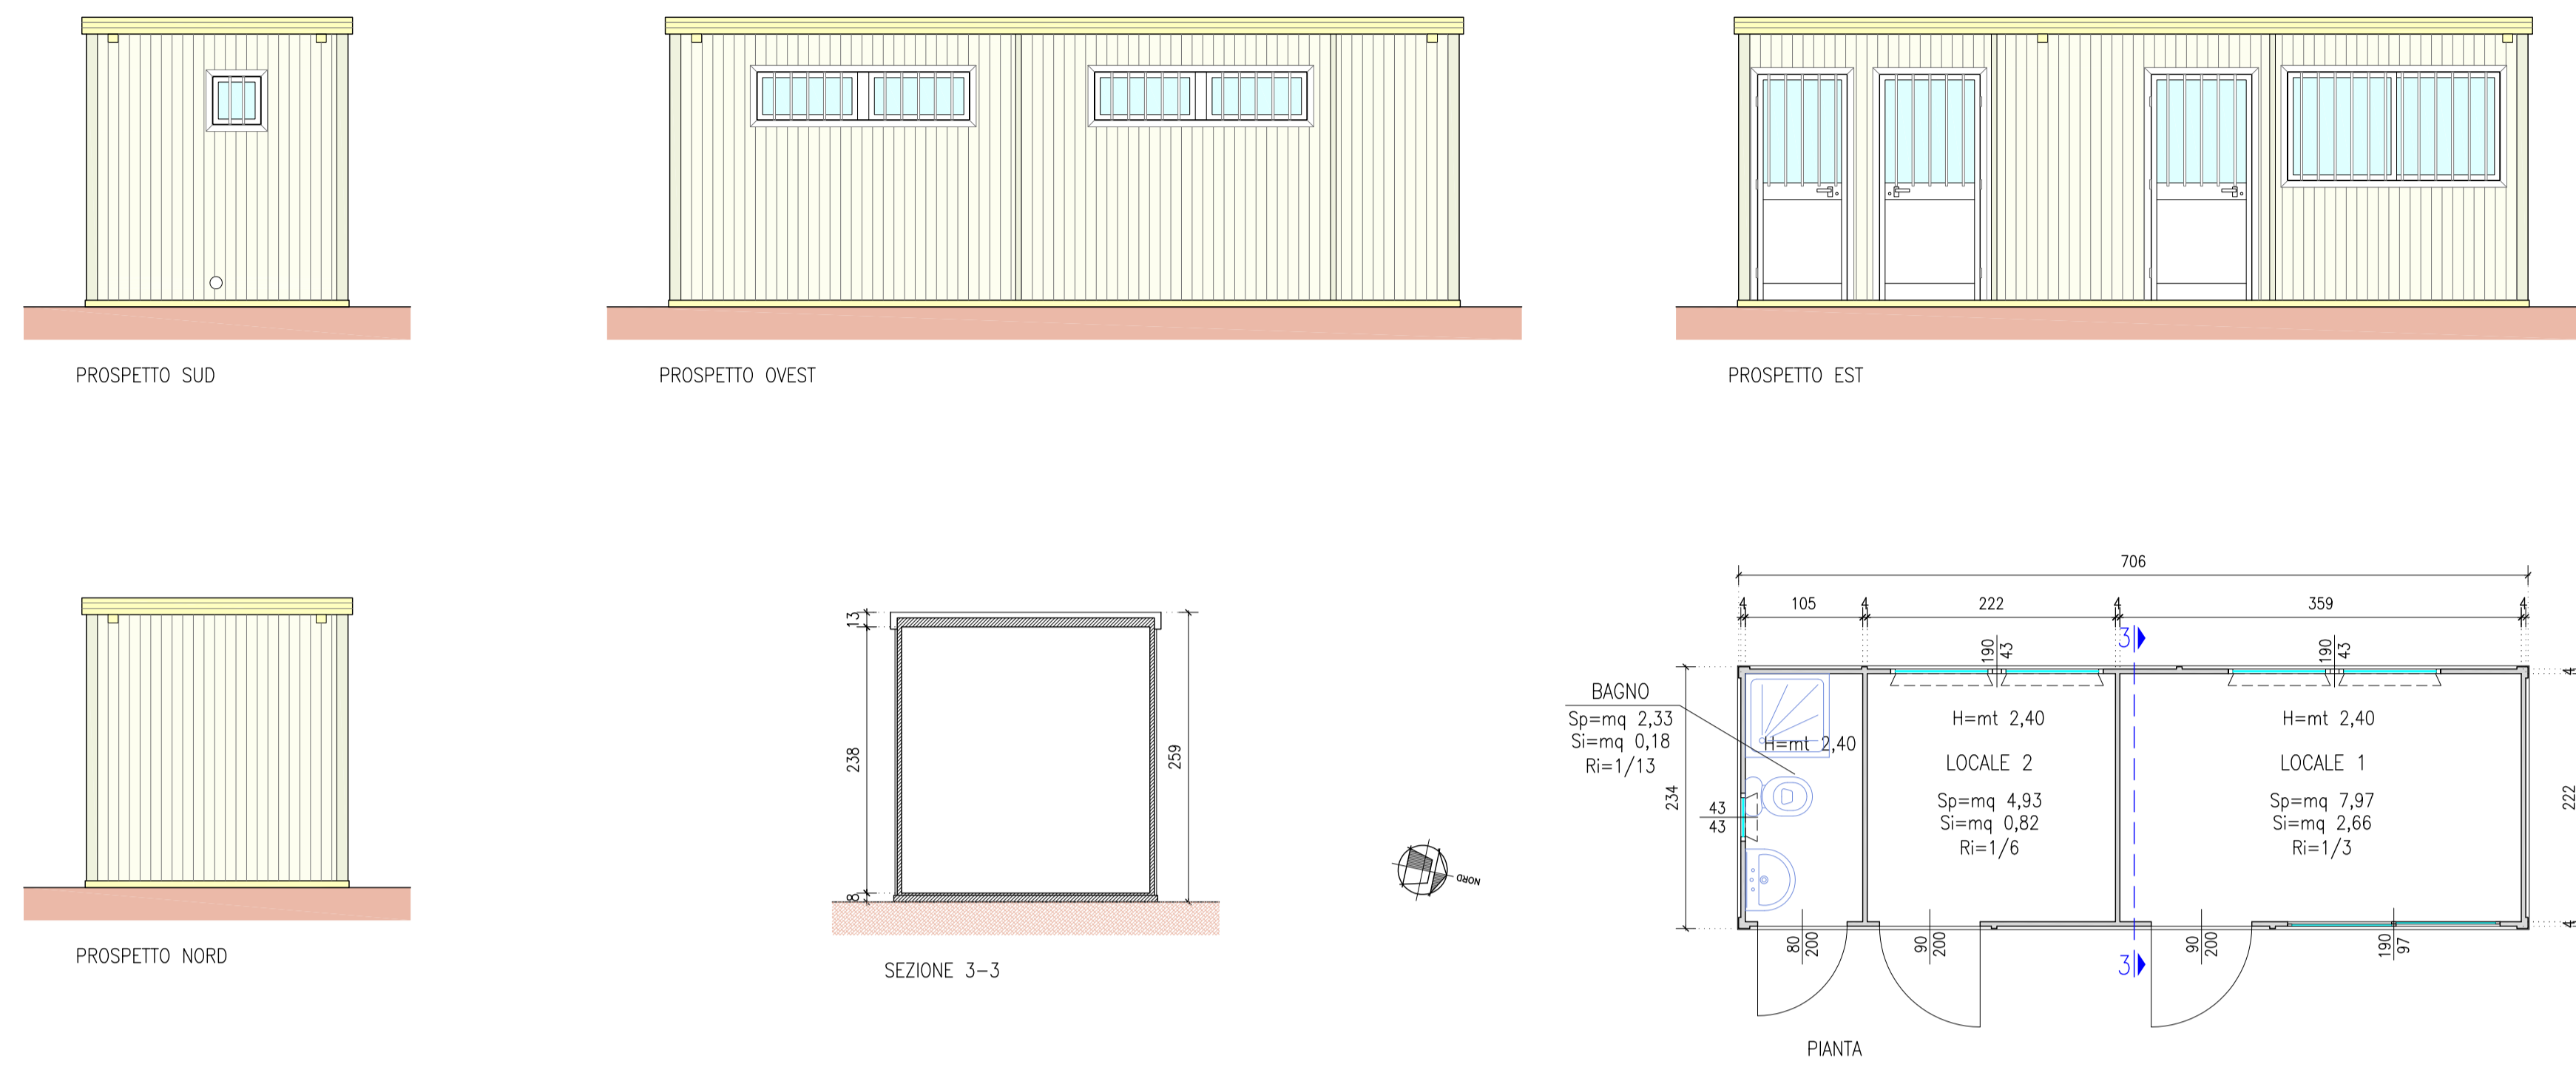 PROSPETTO SUD
PROSPETTO OVEST
PROSPETTO EST
PROSPETTO NORD
13
238
8
259
SEZIONE 3-3
NORD
706
4
105
4
222
4
359
4
3
190
43
190
43
BAGNO
Sp=mq 2,33
Si=mq 0,18
Ri=1/13
H=mt 2,40
H=mt 2,40
LOCALE 2
Sp=mq 4,93
Si=mq 0,82
Ri=1/6
H=mt 2,40
LOCALE 1
Sp=mq 7,97
Si=mq 2,66
Ri=1/3
234
43
43
4
222
4
80
200
90
200
3
90
200
190
97
PIANTA